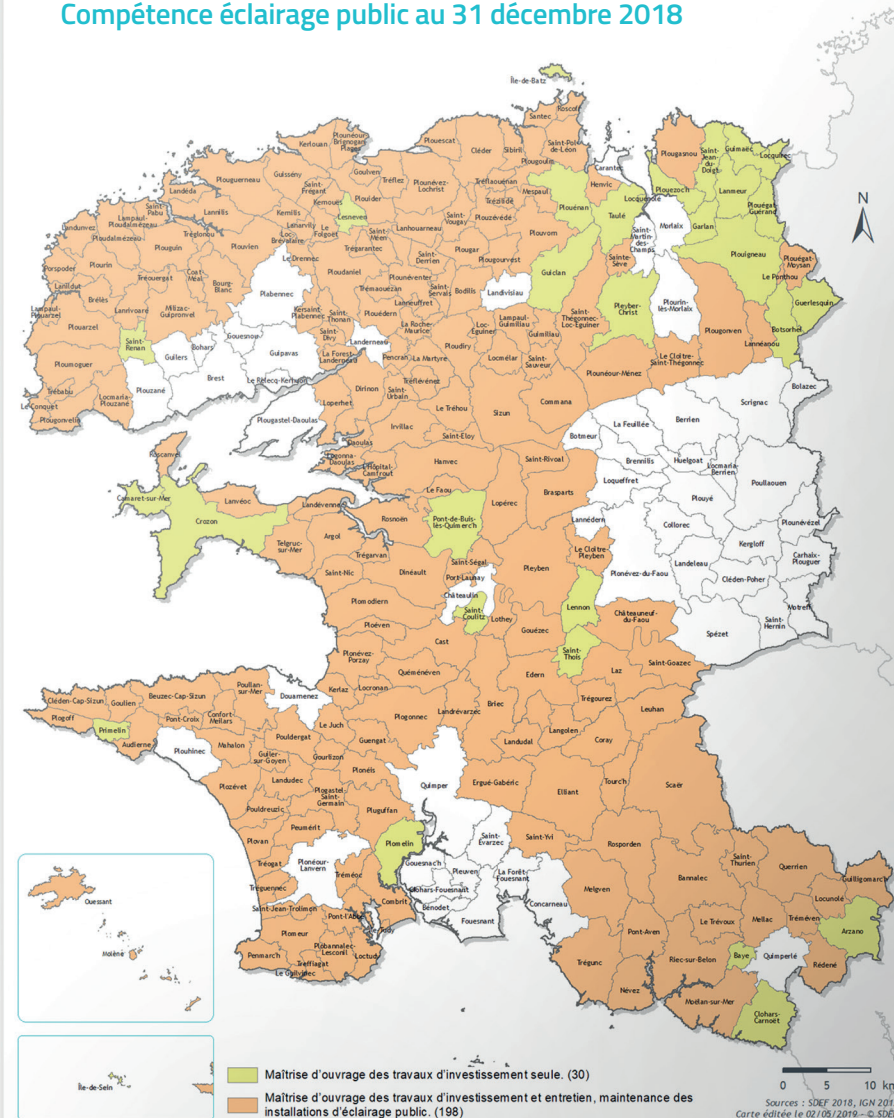 Compétence éclairage public au 31 décembre 2018
Île-de-Batz
Roscoff
Santec
Plouescat
Cléder
Sibiril
Saint-Pol-
de-Léon
Plougoulm
Carantec
Henvic
Plougasnou
Saint-
Jean-
du-
Doigt
Guimaëc
Locquirec
Lanmeur
Plouégat-
Guérand
Plouezoc'h
Garlan
Locquénolé
Taulé
Morlaix
Saint-
Martin-
des-
Champs
Plouigneau
Plouégat-
Moysan
Le Ponthou
Guerlesquin
Botsorhel
Lannéanou
Plougonven
Plourin-
lès-Morlaix
Pleyber-
Christ
Sainte-
Sève
Guiclan
Plouénan
Mespaul
Plouvorn
Kerlouan
Plounéour-
Brignogan
Plages
Goulven
Plouguerneau
Guissény
Saint-
Frégant
Kernouës
Plouider
Tréflez
Plounévez-
Lochrist
Tréflaouénan
Trézilidé
Plouzévédé
Landéda
Lannilis
Kernilis
Lanarvily
Loc-
Brévalaire
Le
Folgoët
Lesneven
Saint-
Méen
Lanhouarneau
Saint-
Vougay
Plougar
Plougourvest
Landivisiau
Bodilis
Saint-
Derrien
Plounéventer
Saint-
Servais
Trégarantec
Ploudaniel
Trémaouézan
Lanneuffret
Plouédern
La Roche-
Maurice
Le Drennec
Plabennec
Kersaint-
Plabennec
Saint-
Thonan
Saint-
Divy
La Forest-
Landerneau
Landerneau
Pencran
La Martyre
Ploudiry
Loc-
Eguiner
Lampaul-
Guimiliau
Guimiliau
Saint-
Thégonnec-
Loc-Eguiner
Locmélar
Saint-
Sauveur
Plounéour-Ménez
Le Cloître-
Saint-Thégonnec
Saint-
Pabu
Lampaul-
Ploudalmézeau
Landunvez
Ploudalmézeau
Tréglonou
Plouguin
Plouvien
Coat-
Méal
Bourg-
Blanc
Porspoder
Plourin
Lanildut
Tréouergat
Brélès
Lanrivoaré
Milizac-
Guipronvel
Lampaul-
Plouarzel
Plouarzel
Saint-
Renan
Guilers
Bohars
Gouesnou
Guipavas
Brest
Le Relecq-Kerhuon
Ploumoguer
Trébabu
Locmaria-
Plouzané
Plouzané
Le Conquet
Plougonvelin
Plougastel-Daoulas
Loperhet
Dirinon
Saint-
Urbain
Tréflévénez
Le Tréhou
Sizun
Commana
Irvillac
Saint-Eloy
Daoulas
Logonna-
Daoulas
L'Hôpital-
Camfrout
Hanvec
Saint-Rivoal
Botmeur
La Feuillée
Berrien
Scrignac
Bolazec
Brennilis
Huelgoat
Locmaria-
Berrien
Loqueffret
Plouyé
Poullaouen
Plounévézel
Collorec
Kergloff
Carhaix-
Plouguer
Landeleau
Cléden-Poher
Motreff
Saint-
Hernin
Spézet
Plonévez-du-Faou
Lannédern
Brasparts
Lopérec
Le Faou
Pont-de-Buis-
lès-Quimerch
Rosnoën
Landévennec
Lanvéoc
Roscanvel
Camaret-sur-Mer
Crozon
Telgruc-
sur-Mer
Argol
Trégarvan
Saint-Nic
Dinéault
Saint-Ségal
Port-Launay
Châteaulin
Saint-
Coulitz
Lothey
Pleyben
Le Cloître-
Pleyben
Lennon
Châteauneuf-
du-Faou
Gouézec
Saint-
Thois
Plomodiern
Ploéven
Cast
Plonévez-
Porzay
Quéménéven
Kerlaz
Locronan
Edern
Laz
Saint-Goazec
Trégourez
Leuhan
Briec
Landrévarzec
Langolen
Coray
Landudal
Plogonnec
Guengat
Le Juch
Douarnenez
Poullan-
sur-Mer
Beuzec-Cap-Sizun
Cléden-Cap-Sizun
Goulien
Plogoff
Primelin
Audierne
Pont-Croix
Confort-
Meilars
Plouhinec
Mahalon
Pouldergat
Guiler-
sur-Goyen
Gourlizon
Landudec
Plonéis
Plozévet
Plogastel-
Saint-
Germain
Pouldreuzic
Peumérit
Pluguffan
Plovan
Quimper
Ergué-Gabéric
Elliant
Tourc'h
Scaër
Saint-Yvi
Rosporden
Saint-
Evarzec
Plomelin
Plonéour-
Lanvern
Tréméoc
Tréogat
Tréguennec
Saint-Jean-Trolimon
Combrit
Pont-l'Abbé
Île-Tudy
Plomeur
Plobannalec-
Lesconil
Loctudy
Penmarch
Treffiagat
Le Guilvinec
Gouesnach
Pleuven
Clohars-Fouesnant
Bénodet
Fouesnant
La Forêt-
Fouesnant
Concarneau
Melgven
Trégunc
Pont-Aven
Névez
Bannalec
Saint-
Thurien
Querrien
Guilligomarc'h
Locunolé
Arzano
Mellac
Tréméven
Le Trévoux
Riec-sur-Belon
Baye
Quimperlé
Rédené
Moëlan-sur-Mer
Clohars-
Carnoët
Ouessant
Molène
Île-de-Sein
N
Maîtrise d'ouvrage des travaux d'investissement seule. (30)
Maîtrise d'ouvrage des travaux d'investissement et entretien, maintenance des
installations d'éclairage public. (198)
0 5 10 km
Sources : SDEF 2018, IGN 201
Carte éditée le 02/05/2019 - ©